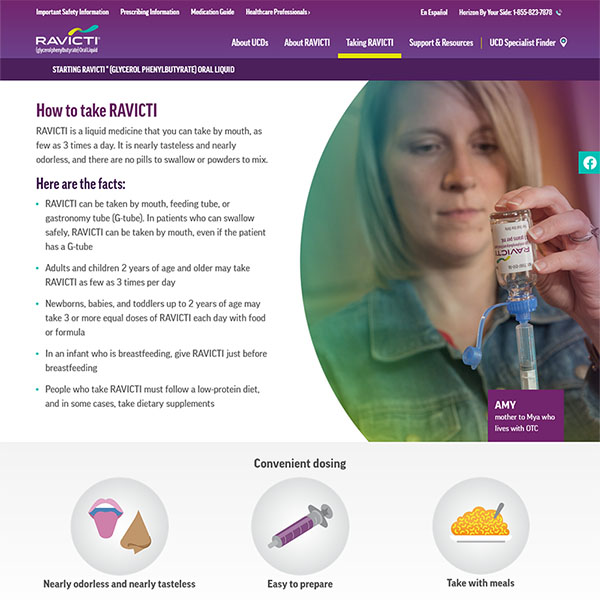 Important Safety Information Prescribing Information Medication Guide Healthcare Professionals › En Español Horizon By Your Side: 1-855-823-7878
RAVICTI®
(glycerol phenylbutyrate) Oral Liquid
About UCDs About RAVICTI Taking RAVICTI Support & Resources UCD Specialist Finder
STARTING RAVICTI® (GLYCEROL PHENYLBUTYRATE) ORAL LIQUID
How to take RAVICTI
RAVICTI is a liquid medicine that you can take by mouth, as
few as 3 times a day. It is nearly tasteless and nearly
odorless, and there are no pills to swallow or powders to mix.
Here are the facts:
• RAVICTI can be taken by mouth, feeding tube, or
gastronomy tube (G-tube). In patients who can swallow
safely, RAVICTI can be taken by mouth, even if the patient
has a G-tube
• Adults and children 2 years of age and older may take
RAVICTI as few as 3 times per day
• Newborns, babies, and toddlers up to 2 years of age may
take 3 or more equal doses of RAVICTI each day with food
or formula
• In an infant who is breastfeeding, give RAVICTI just before
breastfeeding
• People who take RAVICTI must follow a low-protein diet,
and in some cases, take dietary supplements
RAVICTI
AMY
mother to Mya who
lives with OTC
Convenient dosing
Nearly odorless and nearly tasteless
Easy to prepare
Take with meals